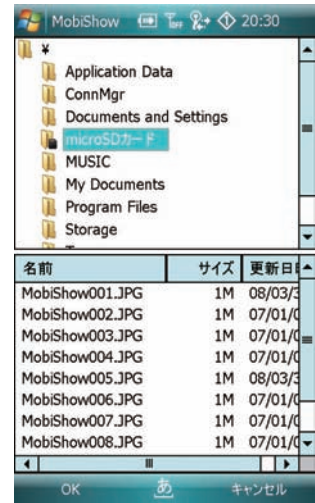 MobiShow 20:30
¥
Application Data
ConnMgr
Documents and Settings
microSDカード
MUSIC
My Documents
Program Files
Storage
名前 サイズ 更新日
MobiShow001.JPG 1M 08/03/3
MobiShow002.JPG 1M 07/01/0
MobiShow003.JPG 1M 07/01/0
MobiShow004.JPG 1M 07/01/0
MobiShow005.JPG 1M 08/03/3
MobiShow006.JPG 1M 07/01/0
MobiShow007.JPG 1M 07/01/0
MobiShow008.JPG 1M 07/01/0
OK あ キャンセル